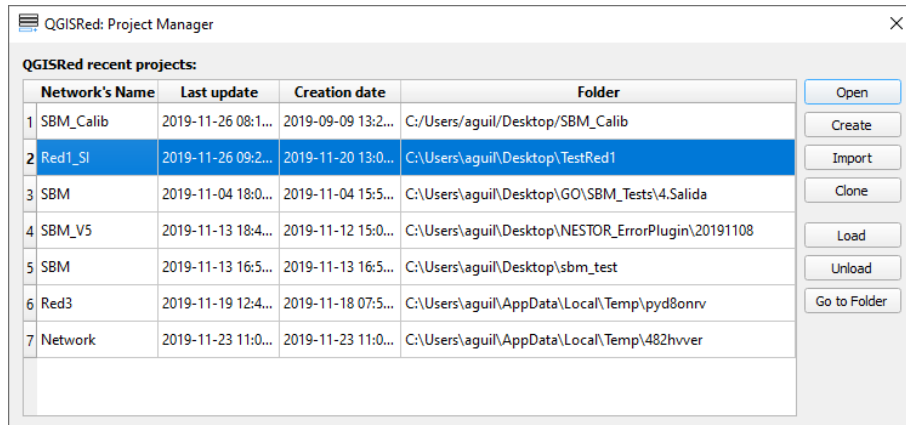 QGISRed: Project Manager
QGISRed recent projects:
Network's Name Last update Creation date Folder
1 SBM_Calib 2019-11-26 08:1... 2019-09-09 13:2... C:/Users/aguil/Desktop/SBM_Calib
2 Red1_SI 2019-11-26 09:2... 2019-11-20 13:0... C:\Users\aguil\Desktop\TestRed1
3 SBM 2019-11-04 18:0... 2019-11-04 15:5... C:\Users\aguil\Desktop\GO\SBM_Tests\4.Salida
4 SBM_V5 2019-11-13 18:4... 2019-11-12 15:0... C:\Users\aguil\Desktop\NESTOR_ErrorPlugin\20191108
5 SBM 2019-11-13 16:5... 2019-11-13 16:5... C:\Users\aguil\Desktop\sbm_test
6 Red3 2019-11-19 12:4... 2019-11-18 07:5... C:\Users\aguil\AppData\Local\Temp\pyd8onrv
7 Network 2019-11-23 11:0... 2019-11-23 11:0... C:\Users\aguil\AppData\Local\Temp\482hvver
Open
Create
Import
Clone
Load
Unload
Go to Folder